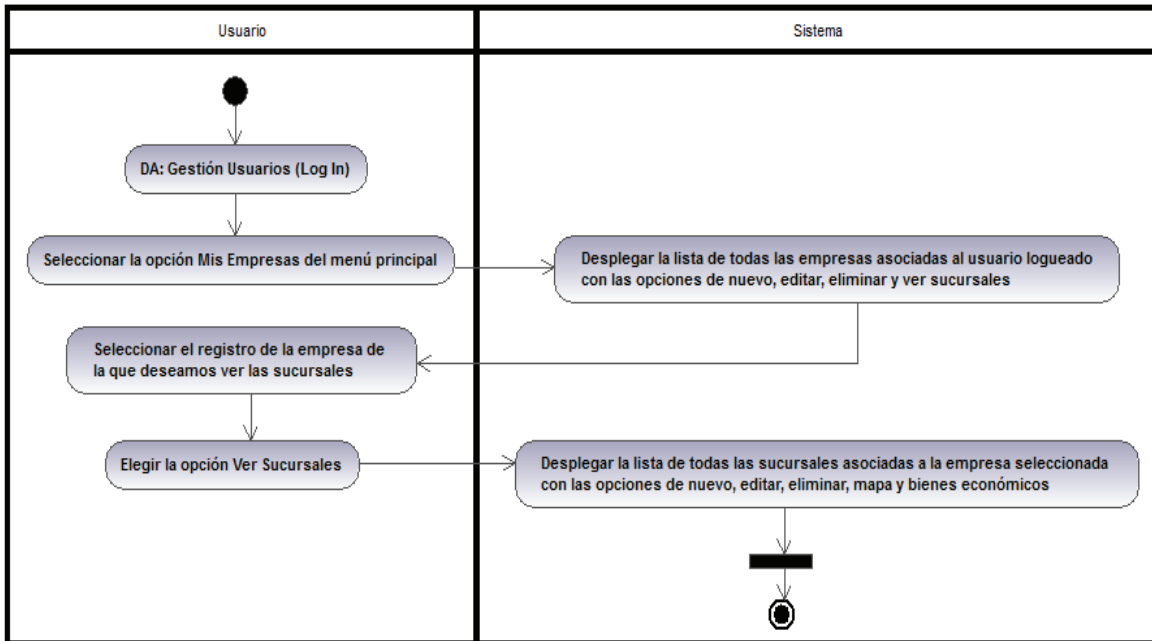 Usuario
Sistema
DA: Gestión Usuarios (Log In)
Seleccionar la opción Mis Empresas del menú principal
Desplegar la lista de todas las empresas asociadas al usuario logueado
con las opciones de nuevo, editar, eliminar y ver sucursales
Seleccionar el registro de la empresa de
la que deseamos ver las sucursales
Elegir la opción Ver Sucursales
Desplegar la lista de todas las sucursales asociadas a la empresa seleccionada
con las opciones de nuevo, editar, eliminar, mapa y bienes económicos